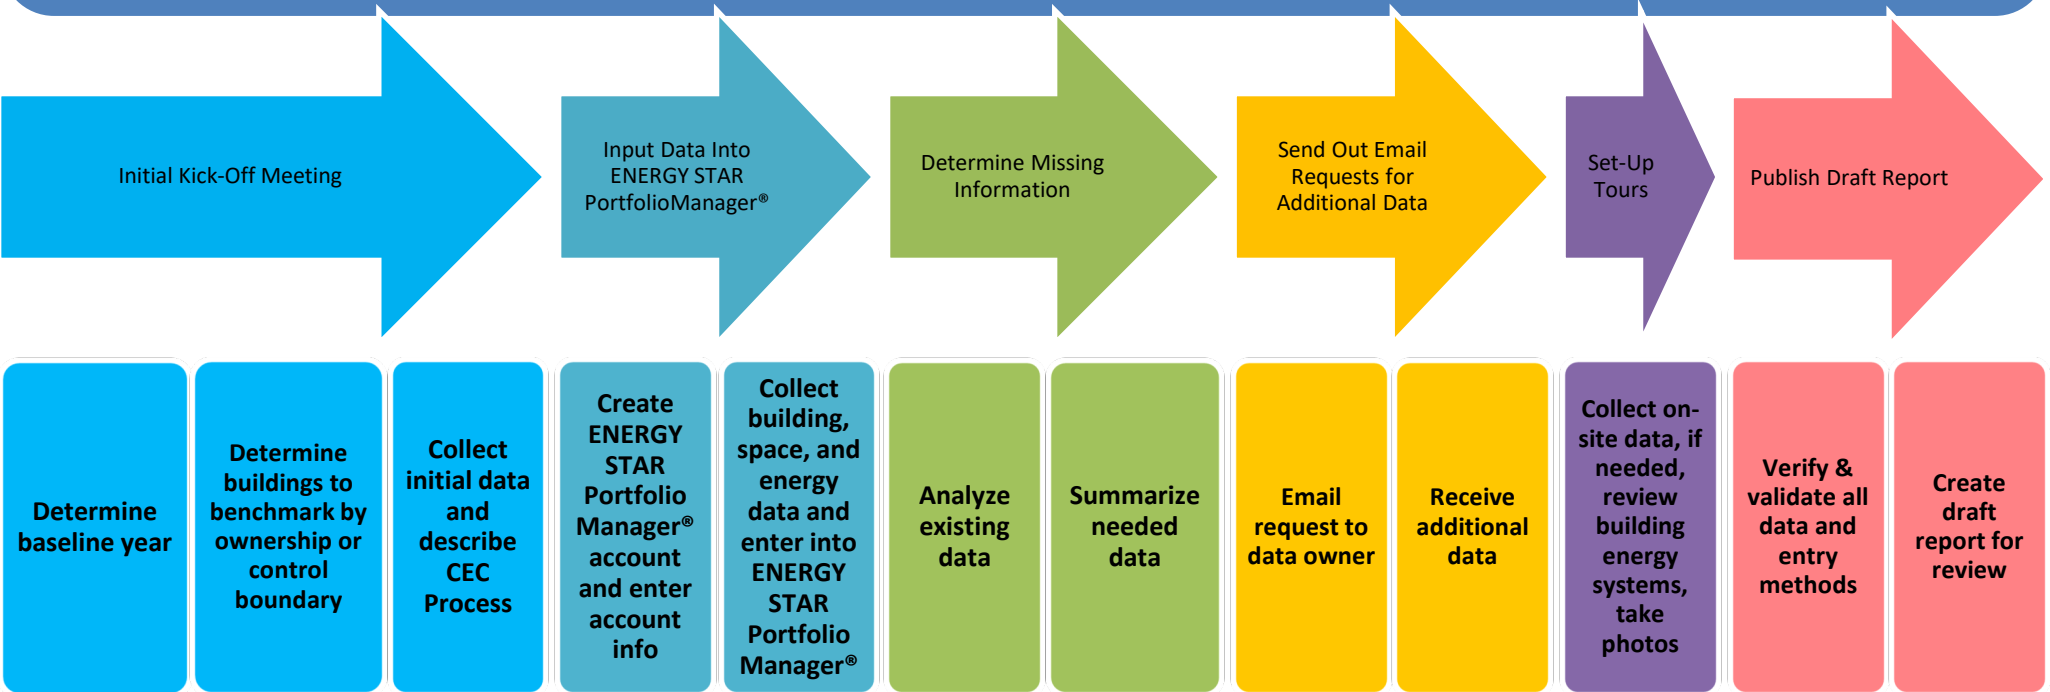 Initial Kick-Off Meeting
Input Data Into
ENERGY STAR
PortfolioManager®
Determine Missing
Information
Send Out Email
Requests for
Additional Data
Set-Up
Tours
Publish Draft Report
Determine
baseline year
Determine
buildings to
benchmark by
ownership or
control
boundary
Collect
initial data
and
describe
CEC
Process
Create
ENERGY
STAR
Portfolio
Manager®
account
and enter
account
info
Collect
building,
space, and
energy
data and
enter into
ENERGY
STAR
Portfolio
Manager®
Analyze
existing
data
Summarize
needed
data
Email
request to
data owner
Receive
additional
data
Collect on-
site data, if
needed,
review
building
energy
systems,
take
photos
Verify &
validate all
data and
entry
methods
Create
draft
report for
review